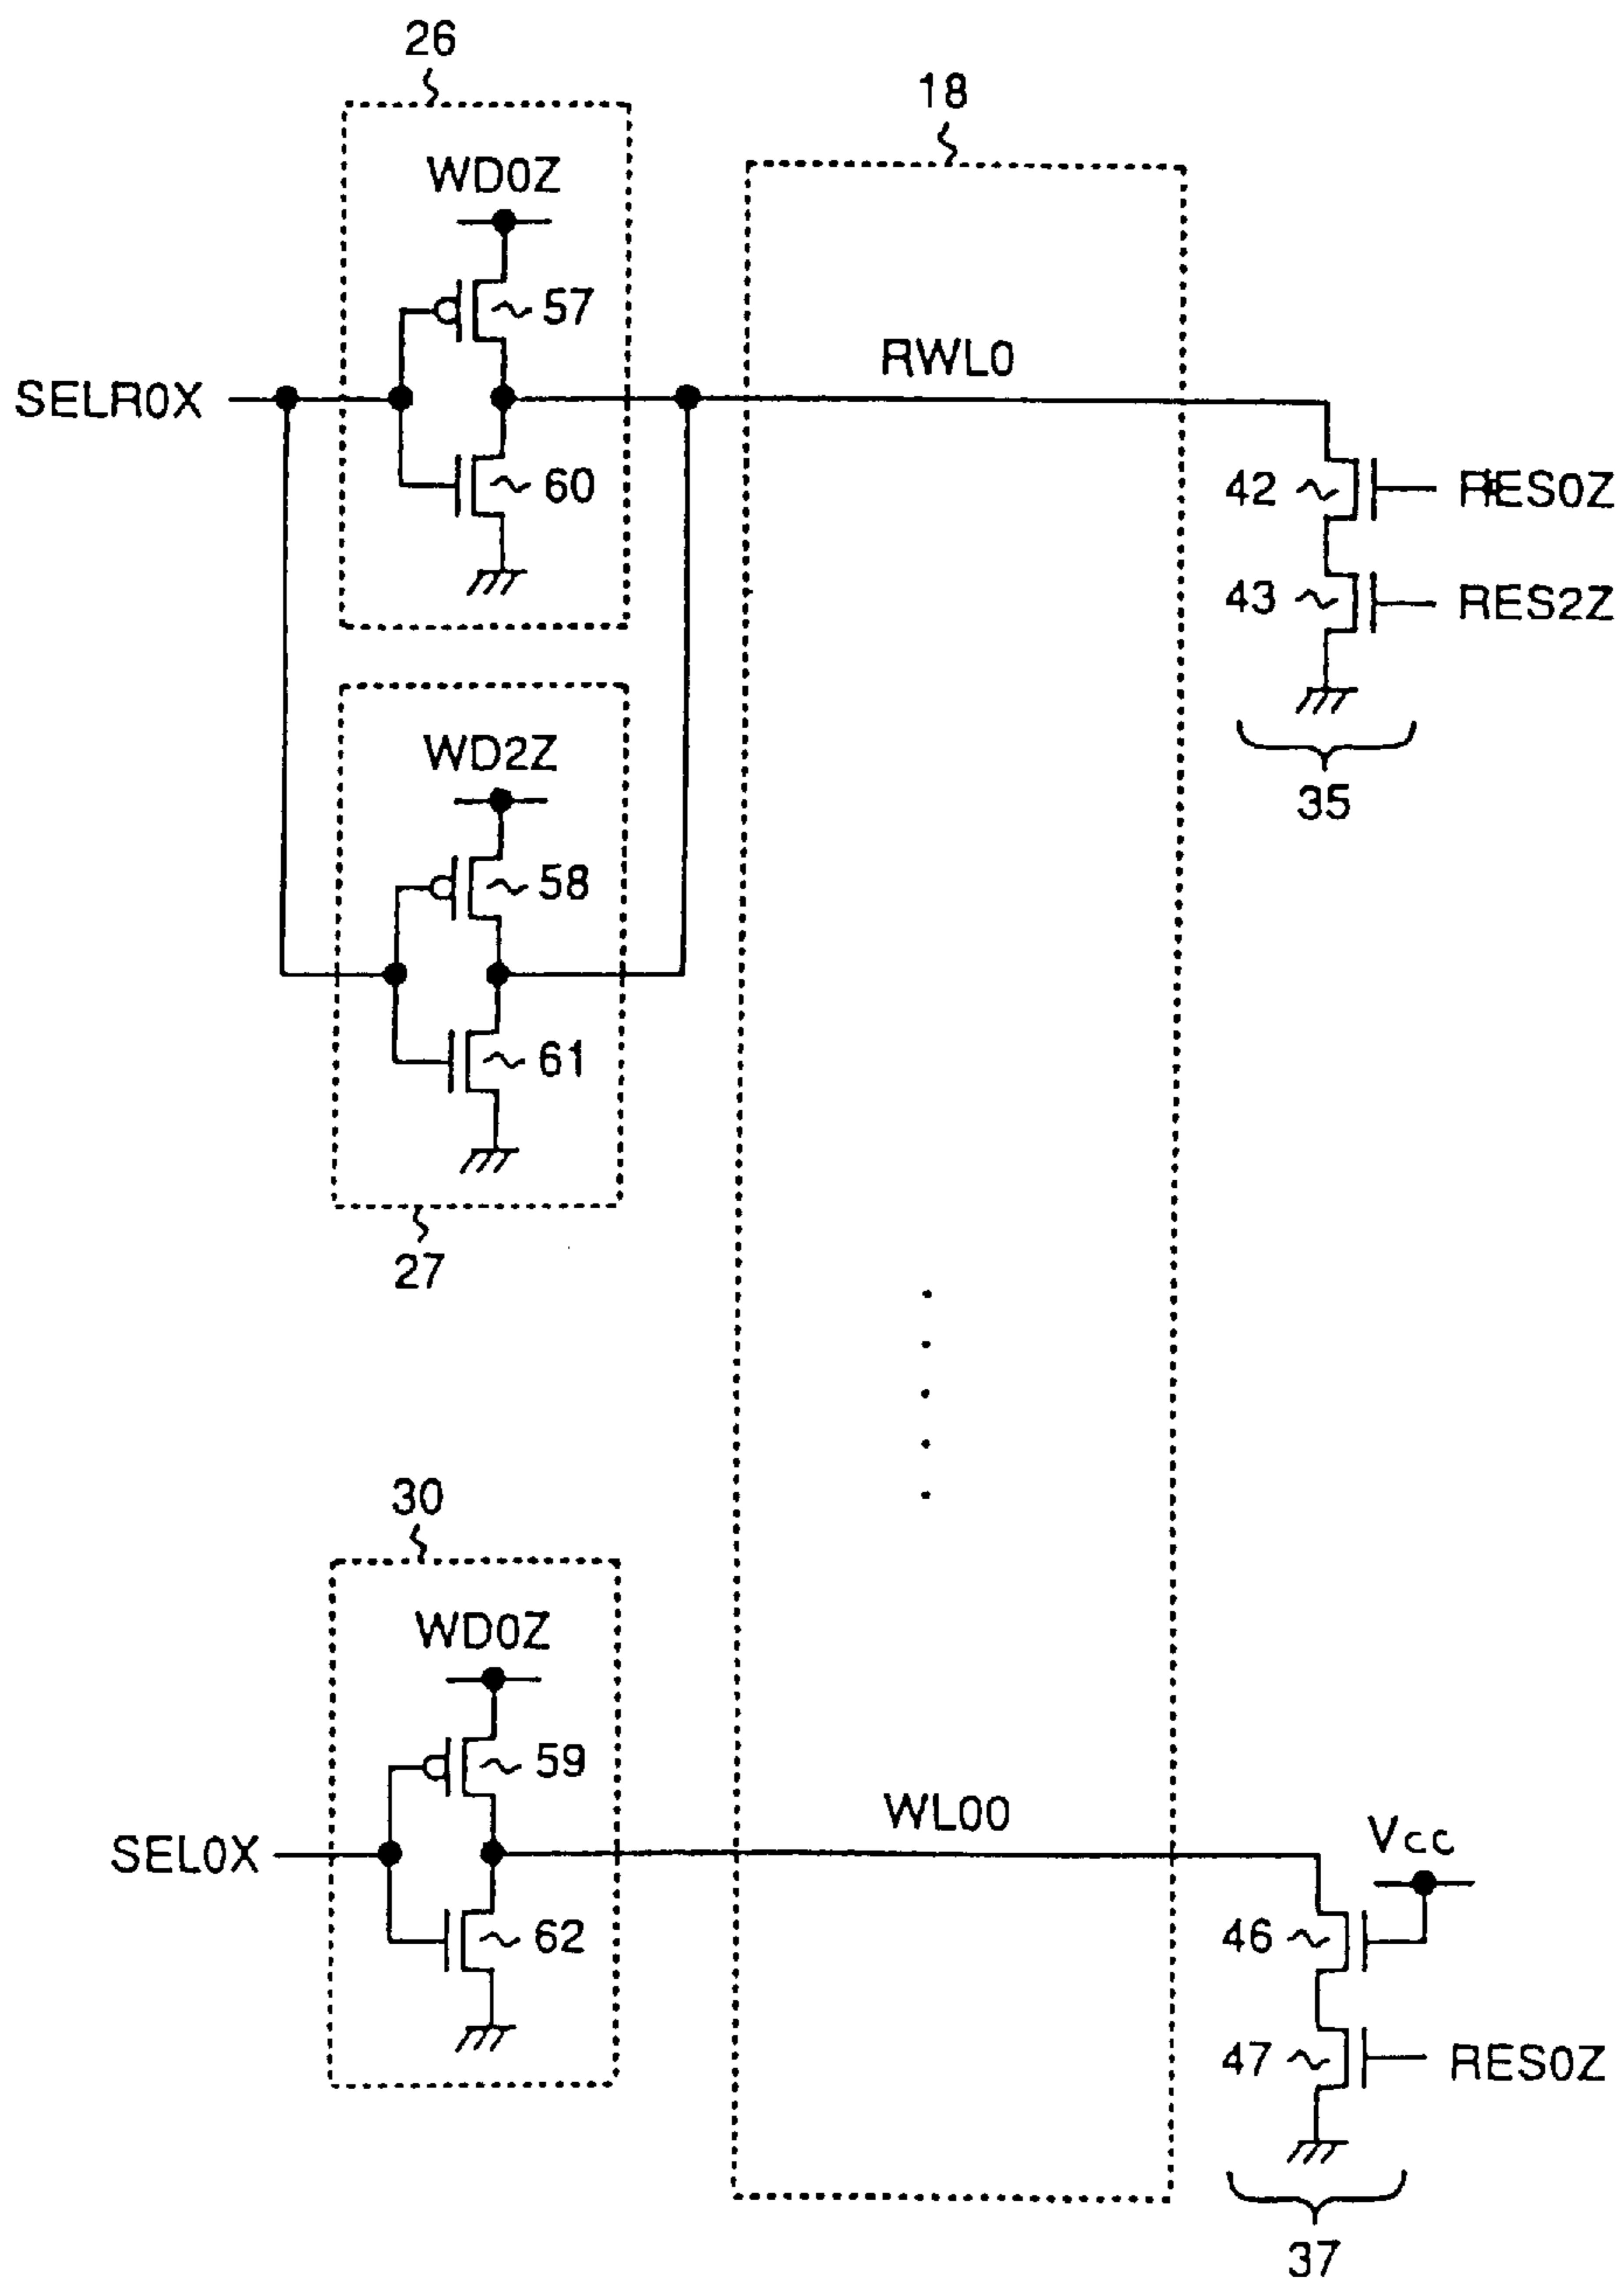 26
18
WD0Z
57
RWL0
SELR0X
60
42
RES0Z
43
RES2Z
WD2Z
35
58
61
27
30
WD0Z
59
WL00
Vcc
SEL0X
62
46
47
RES0Z
37